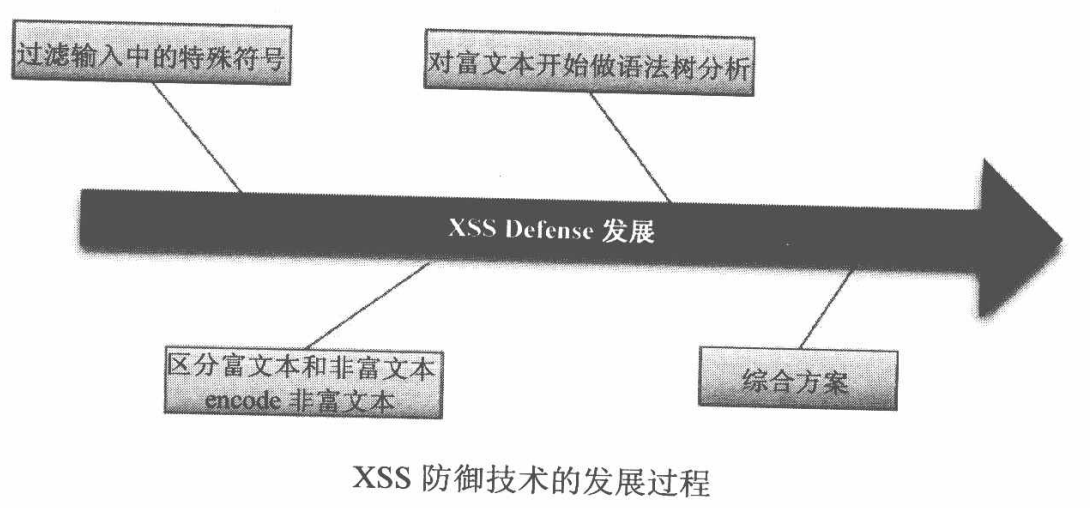 过滤输入中的特殊符号
对富文本开始做语法树分析
XSS Defense 发展
区分富文本和非富文本
encode 非富文本
综合方案
XSS 防御技术的发展过程